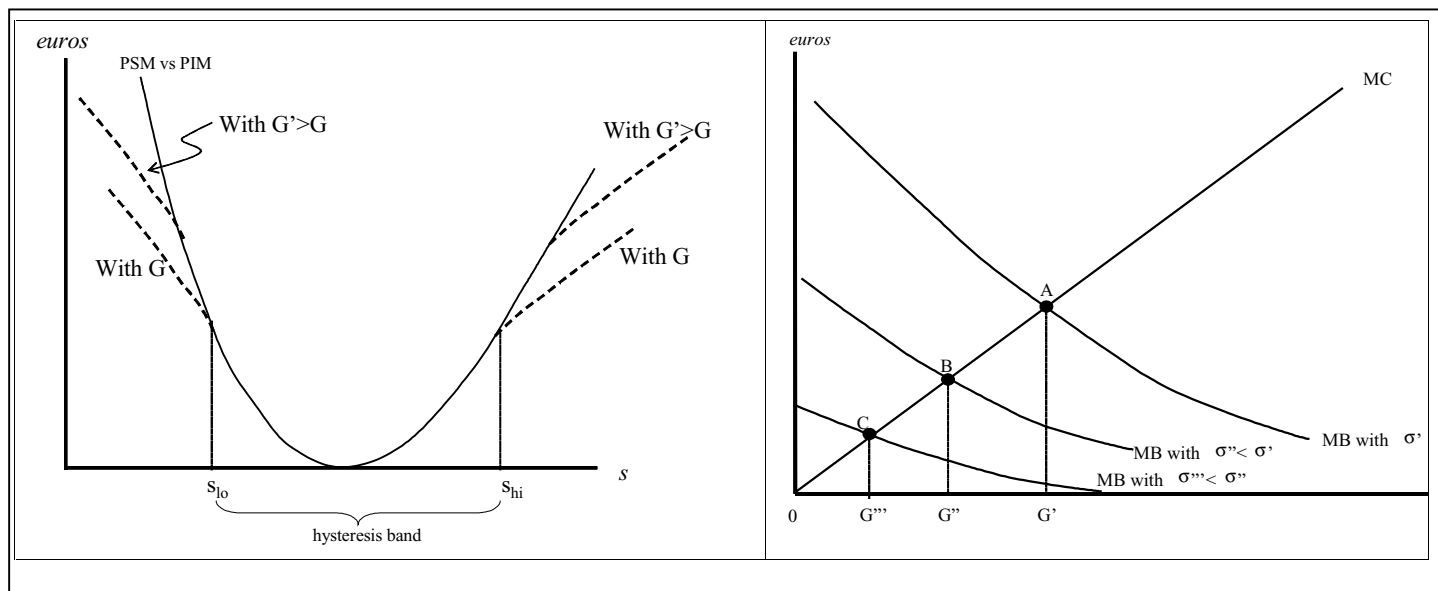 euros
PSM vs PIM
With G’>G
With G’>G
With G
With G
s
slo
shi
hysteresis band
euros
MC
A
B
C
MB with σ’
MB with σ”< σ’
MB with σ”’< σ”
0
G”’
G”
G’